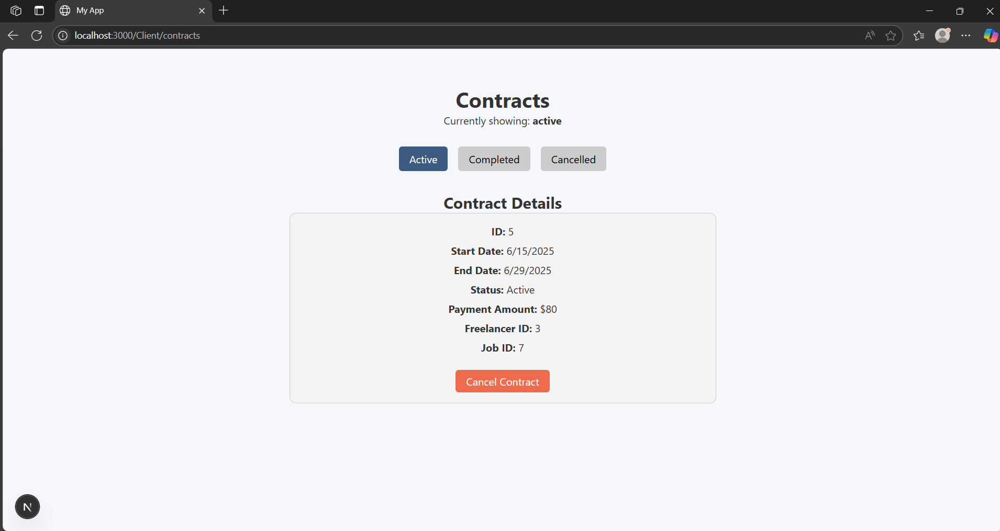 My App
localhost:3000/Client/contracts
Contracts
Currently showing: active
Active Completed Cancelled
Contract Details
ID: 5
Start Date: 6/15/2025
End Date: 6/29/2025
Status: Active
Payment Amount: $80
Freelancer ID: 3
Job ID: 7
Cancel Contract
N